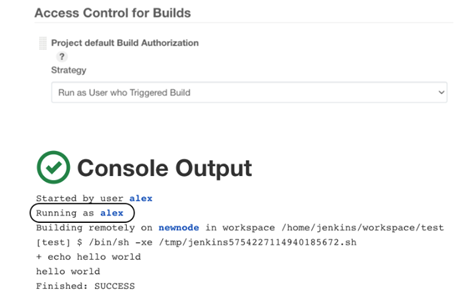 Access Control for Builds
Project default Build Authorization
?
Strategy
Run as User who Triggered Build
Console Output
Started by user alex
Running as alex
Building remotely on newnode in workspace /home/jenkins/workspace/test
[test] $ /bin/sh -xe /tmp/jenkins5754227114940185672.sh
+ echo hello world
hello world
Finished: SUCCESS